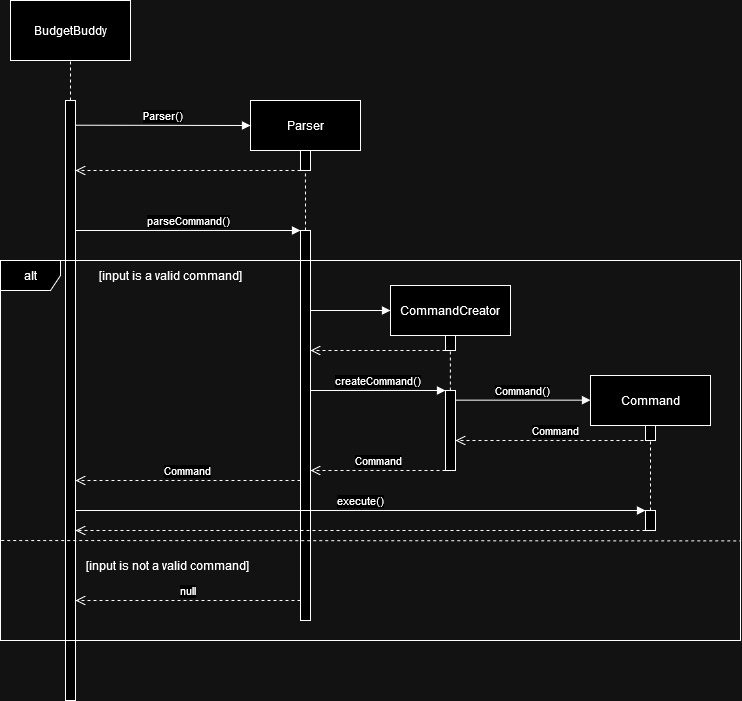 BudgetBuddy
Parser()
Parser
parseCommand()
alt
[input is a valid command]
CommandCreator
createCommand()
Command()
Command
Command
Command
Command
execute()
[input is not a valid command]
null